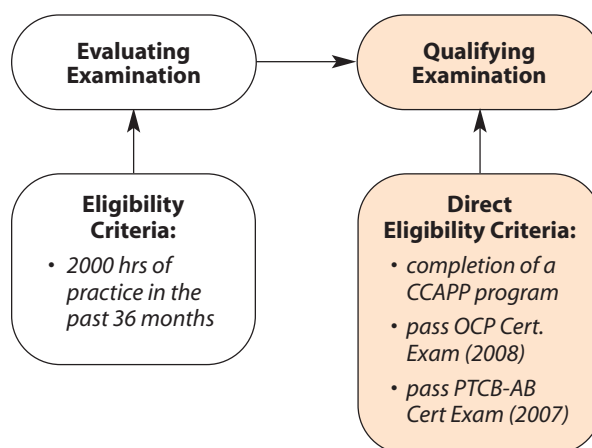 Evaluating
Examination
Qualifying
Examination
Eligibility
Criteria:
• 2000 hrs of
practice in the
past 36 months
Direct
Eligibility Criteria:
• completion of a
CCAPP program
• pass OCP Cert.
Exam (2008)
• pass PTCB-AB
Cert Exam (2007)